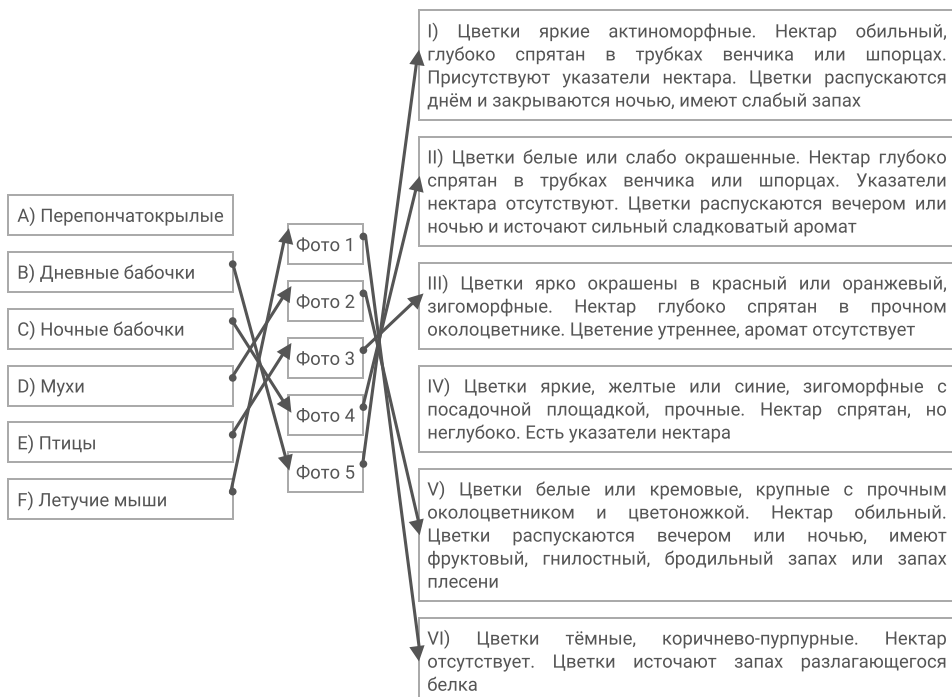 A) Перепончатокрылые
B) Дневные бабочки
C) Ночные бабочки
D) Мухи
E) Птицы
F) Летучие мыши
Фото 1
Фото 2
Фото 3
Фото 4
Фото 5
I) Цветки яркие актиноморфные. Нектар обильный,
глубоко спрятан в трубках венчика или шпорцах.
Присутствуют указатели нектара. Цветки распускаются
днём и закрываются ночью, имеют слабый запах
II) Цветки белые или слабо окрашенные. Нектар глубоко
спрятан в трубках венчика или шпорцах. Указатели
нектара отсутствуют. Цветки распускаются вечером или
ночью и источают сильный сладковатый аромат
III) Цветки ярко окрашены в красный или оранжевый,
зигоморфные. Нектар глубоко спрятан в прочном
околоцветнике. Цветение утреннее, аромат отсутствует
IV) Цветки яркие, желтые или синие, зигоморфные с
посадочной площадкой, прочные. Нектар спрятан, но
неглубоко. Есть указатели нектара
V) Цветки белые или кремовые, крупные с прочным
околоцветником и цветоножкой. Нектар обильный.
Цветки распускаются вечером или ночью, имеют
фруктовый, гнилостный, бродильный запах или запах
плесени
VI) Цветки тёмные, коричнево-пурпурные. Нектар
отсутствует. Цветки источают запах разлагающегося
белка